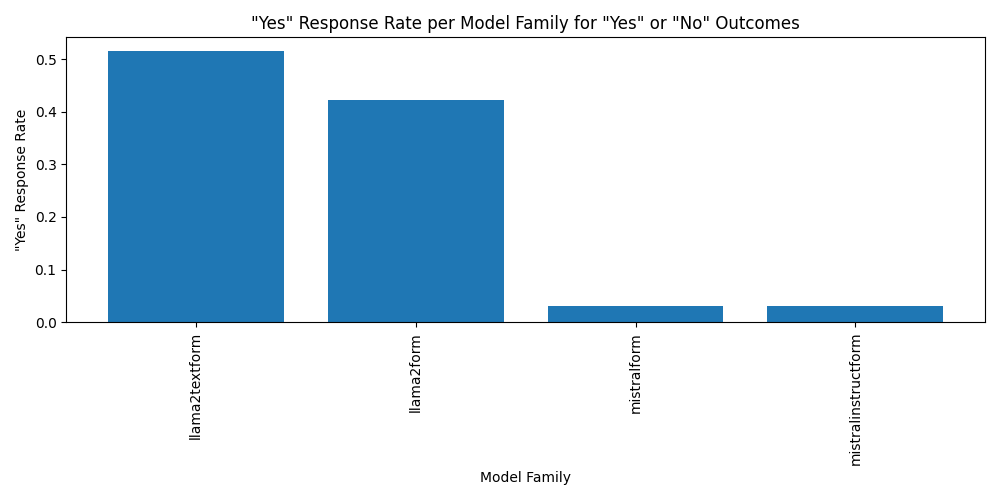 "Yes" Response Rate per Model Family for "Yes" or "No" Outcomes
"Yes" Response Rate
0.5
0.4
0.3
0.2
0.1
0.0
llama2textform
llama2form
mistralform
mistralinstructform
Model Family